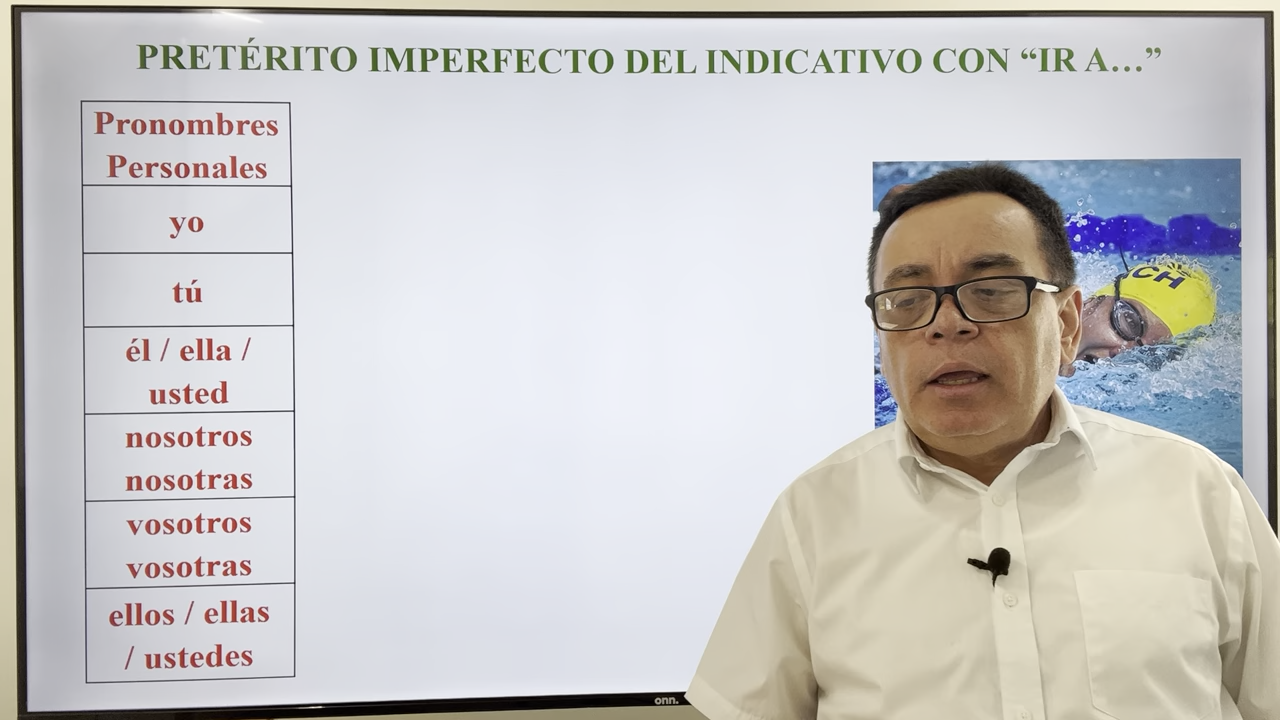 PRETÉRITO IMPERFECTO DEL INDICATIVO CON “IR A…”
Pronombres
Personales
yo
tú
él / ella /
usted
nosotros
nosotras
vosotros
vosotras
ellos / ellas
/ ustedes
CH
onn.